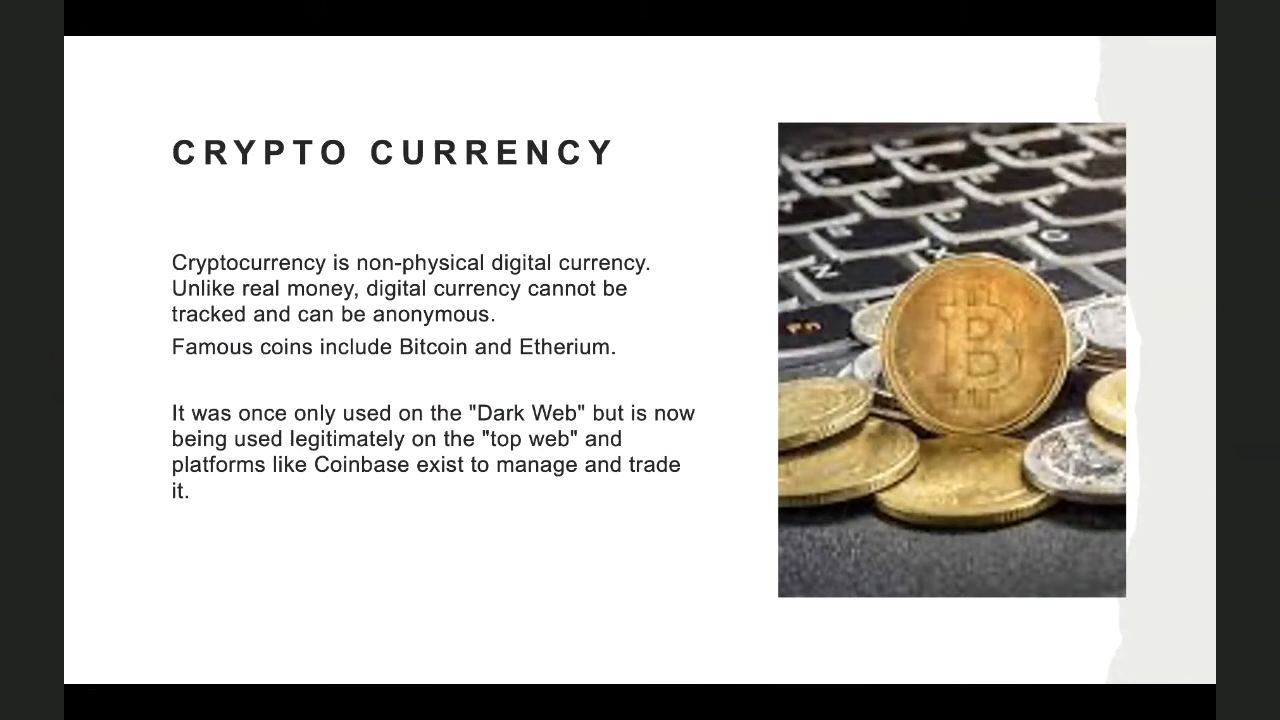 CRYPTO CURRENCY
Cryptocurrency is non-physical digital currency.
Unlike real money, digital currency cannot be
tracked and can be anonymous.
Famous coins include Bitcoin and Etherium.
It was once only used on the "Dark Web" but is now
being used legitimately on the "top web" and
platforms like Coinbase exist to manage and trade
it.